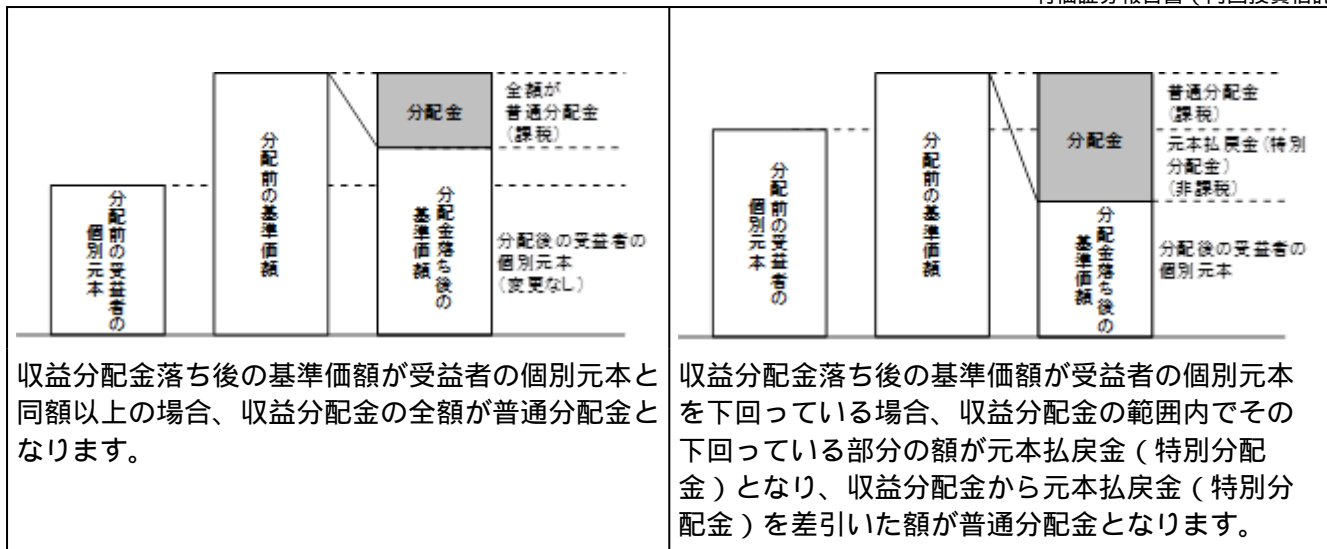 分配前の受益者の
個別元本
分配前の基準価額
分配金
分配金落ち後の
基準価額
全額が
普通分配金
(課税)
分配後の受益者の
個別元本
(変更なし)
収益分配金落ち後の基準価額が受益者の個別元本と
同額以上の場合、収益分配金の全額が普通分配金と
なります。
分配前の受益者の
個別元本
分配前の基準価額
分配金
分配金落ち後の
基準価額
普通分配金
(課税)
元本払戻金(特別
分配金)
(非課税)
分配後の受益者の
個別元本
収益分配金落ち後の基準価額が受益者の個別元本
を下回っている場合、収益分配金の範囲内でその
下回っている部分の額が元本払戻金(特別分配
金)となり、収益分配金から元本払戻金(特別分
配金)を差引いた額が普通分配金となります。